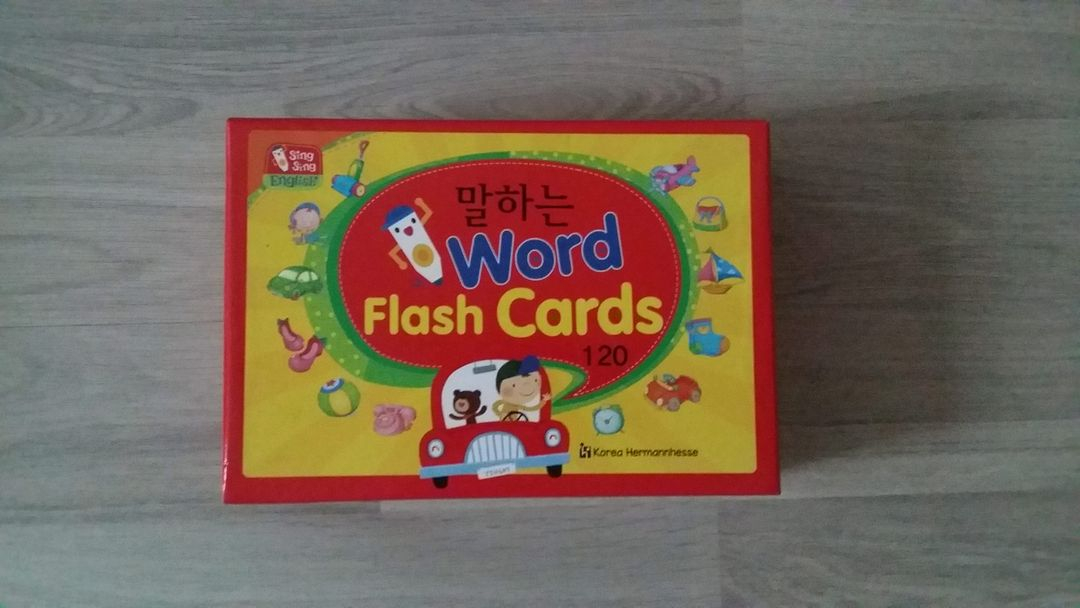 Sing
Sing
English
말하는
Word
Flash Cards
120
Korea Hermannhesse